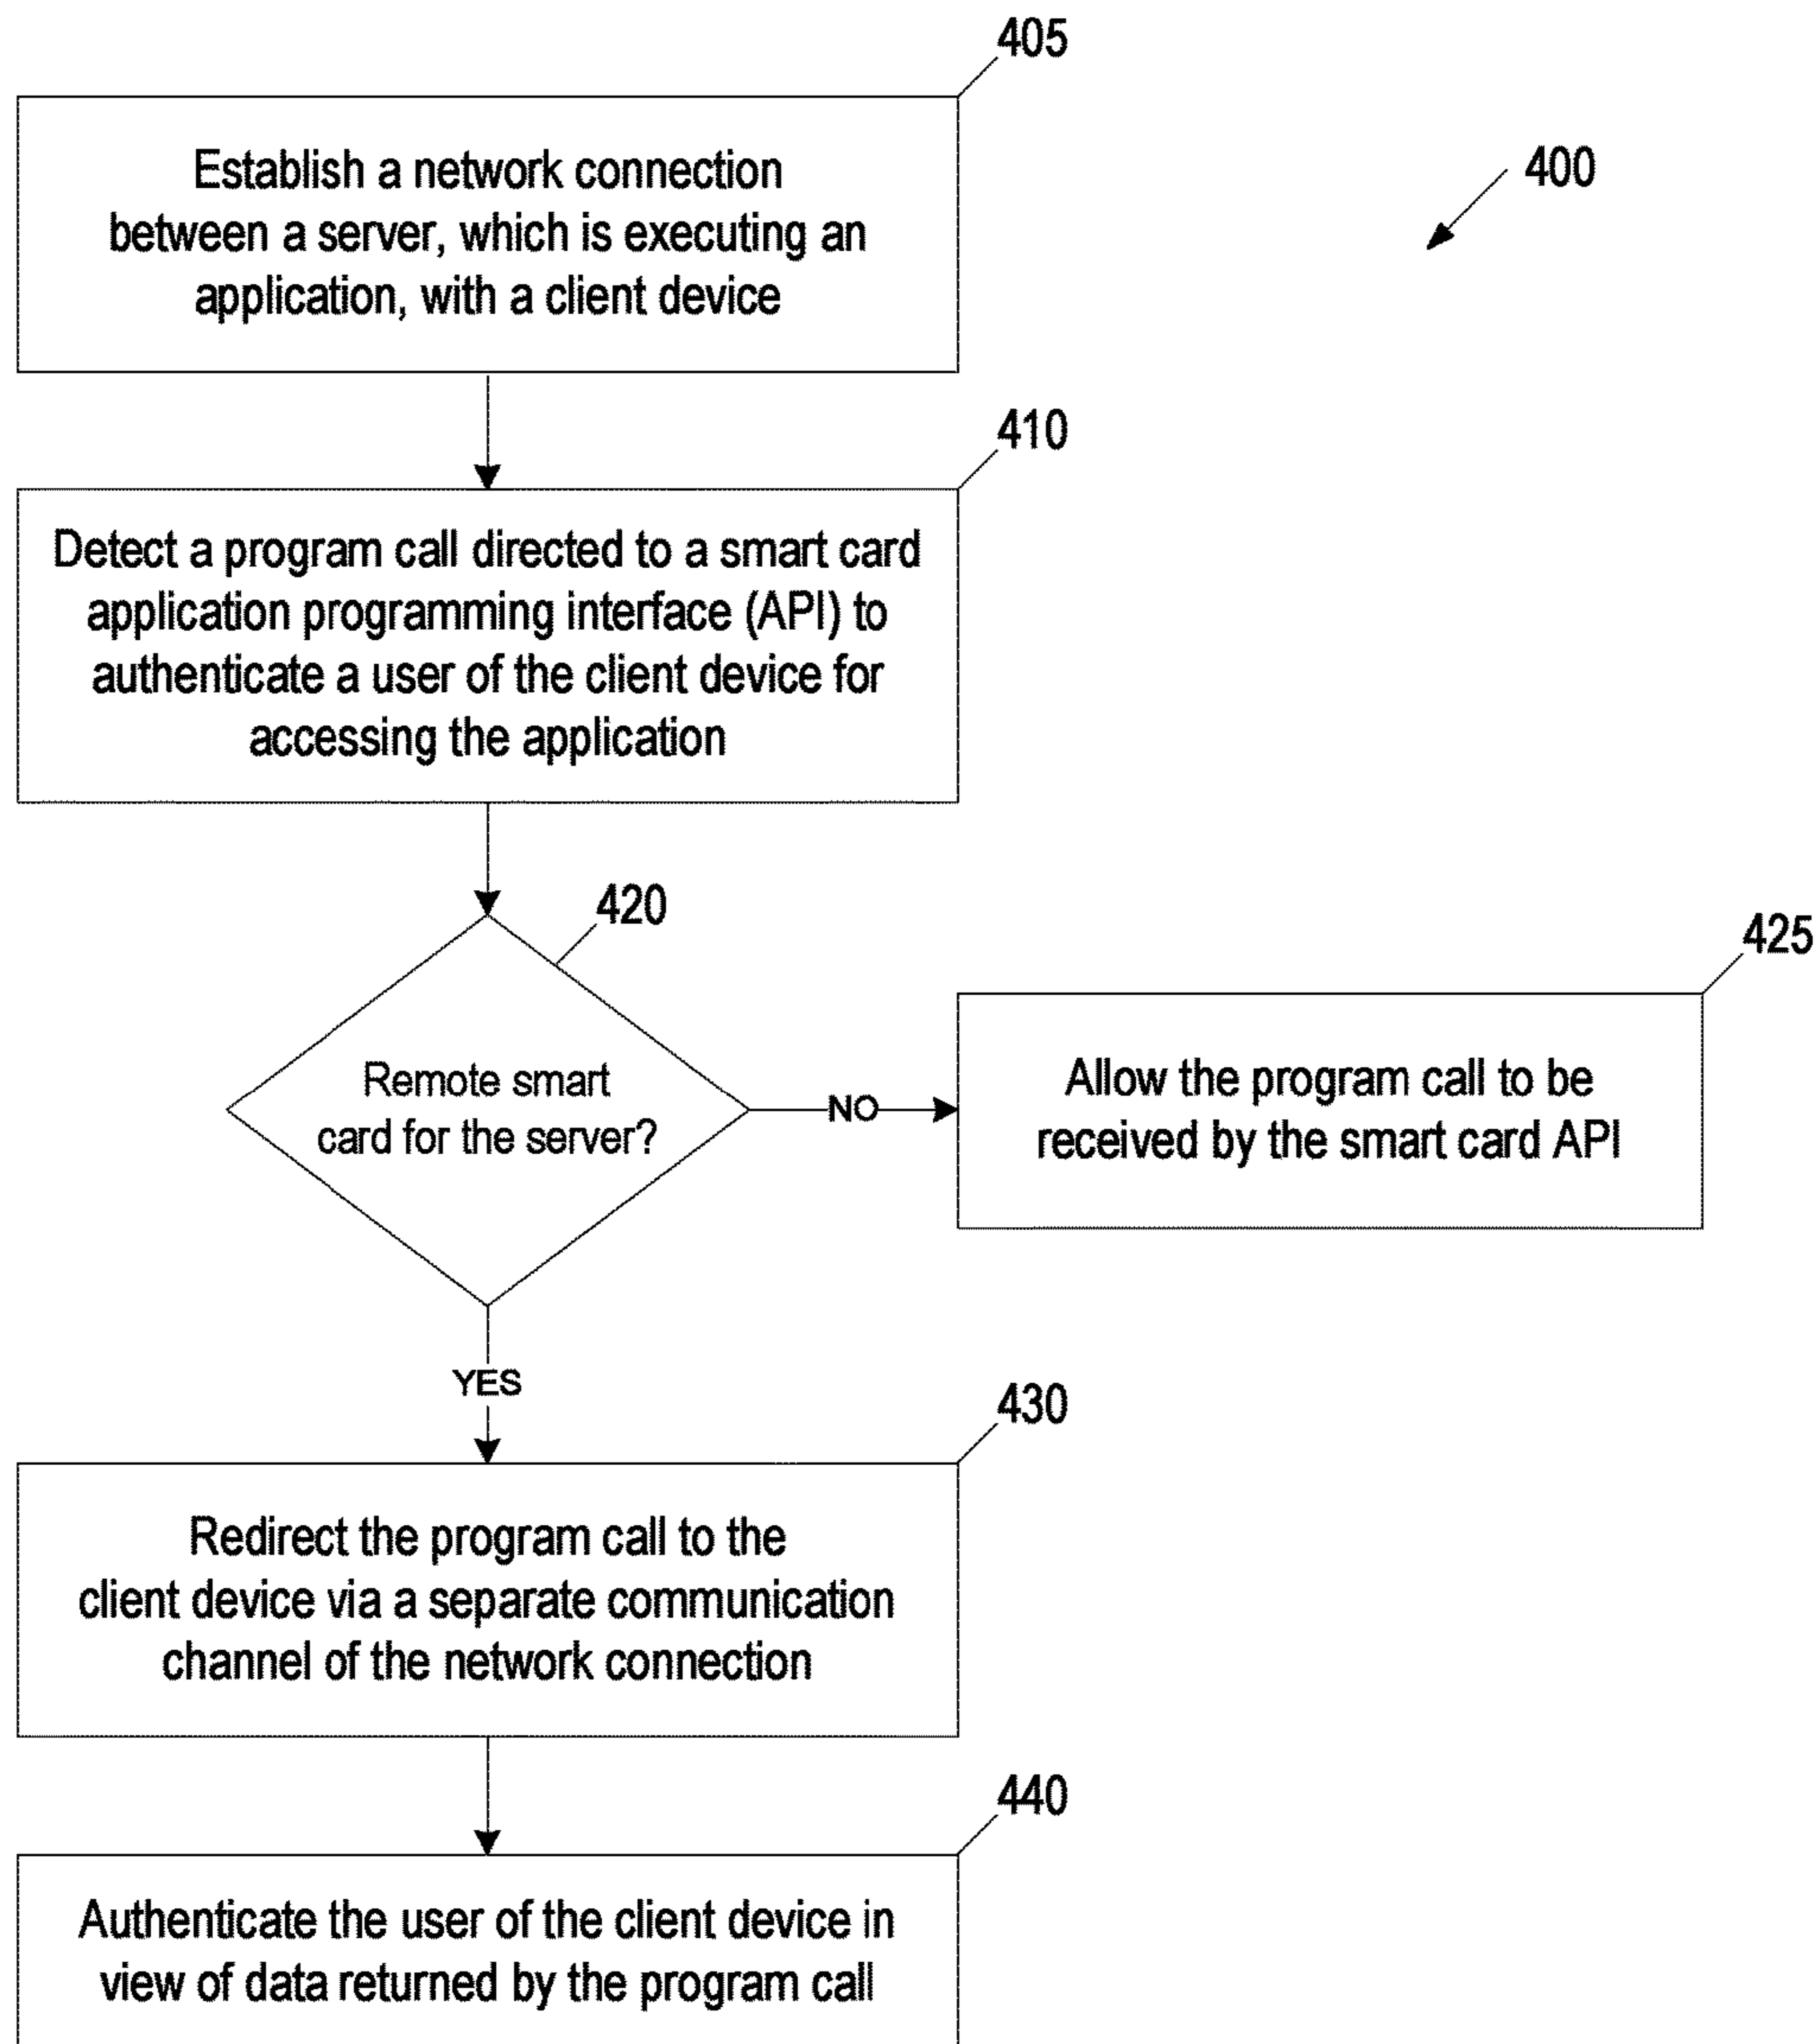 405
Establish a network connection
between a server, which is executing an
application, with a client device
400
410
Detect a program call directed to a smart card
application programming interface (API) to
authenticate a user of the client device for
accessing the application
420
Remote smart
card for the server?
NO
425
Allow the program call to be
received by the smart card API
YES
430
Redirect the program call to the
client device via a separate communication
channel of the network connection
440
Authenticate the user of the client device in
view of data returned by the program call